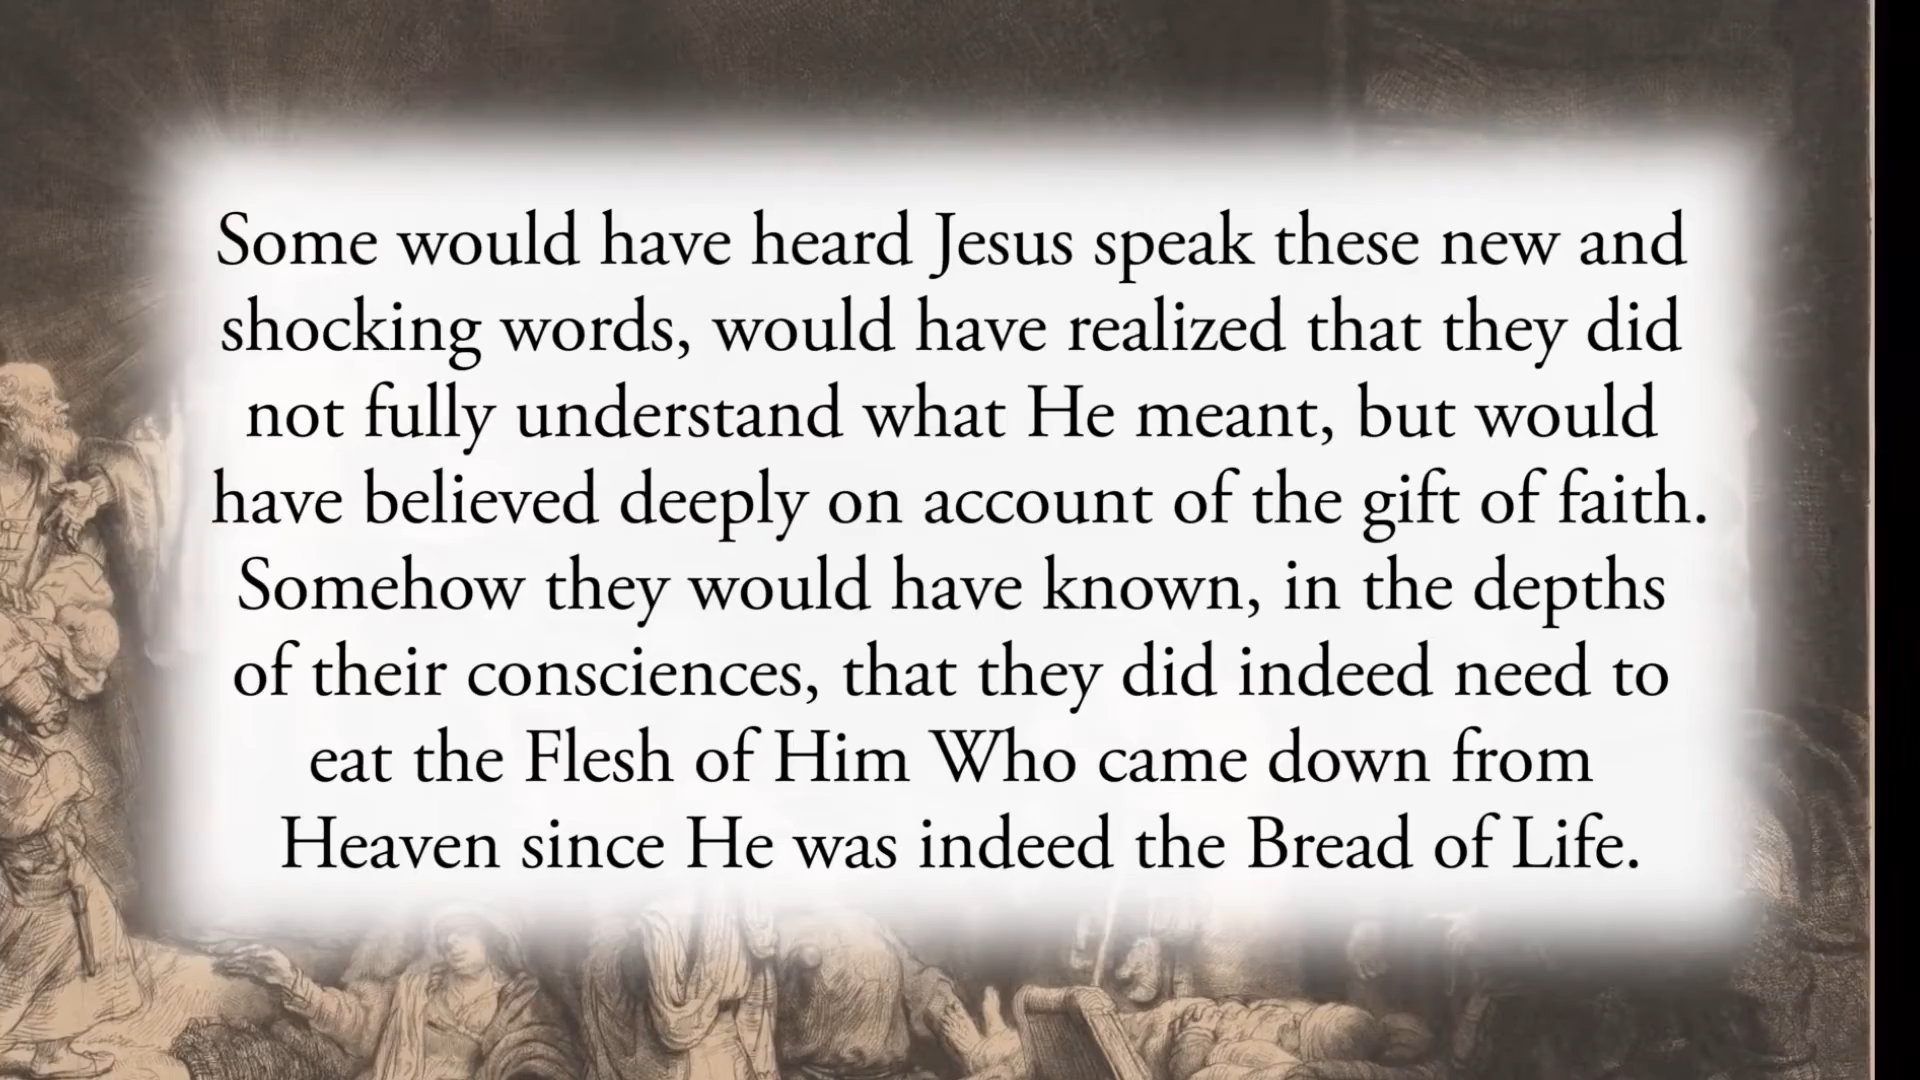 Some would have heard Jesus speak these new and
shocking words, would have realized that they did
not fully understand what He meant, but would
have believed deeply on account of the gift of faith.
Somehow they would have known, in the depths
of their consciences, that they did indeed need to
eat the Flesh of Him Who came down from
Heaven since He was indeed the Bread of Life.